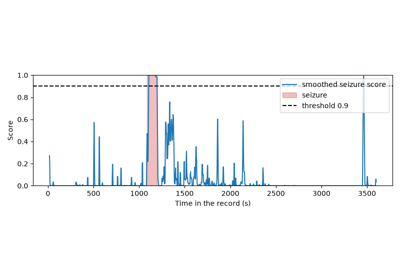 1.0
0.8
0.6
0.4
0.2
0.0
Score
smoothed seizure score
seizure
threshold 0.9
0 500 1000 1500 2000 2500 3000 3500
Time in the record (s)